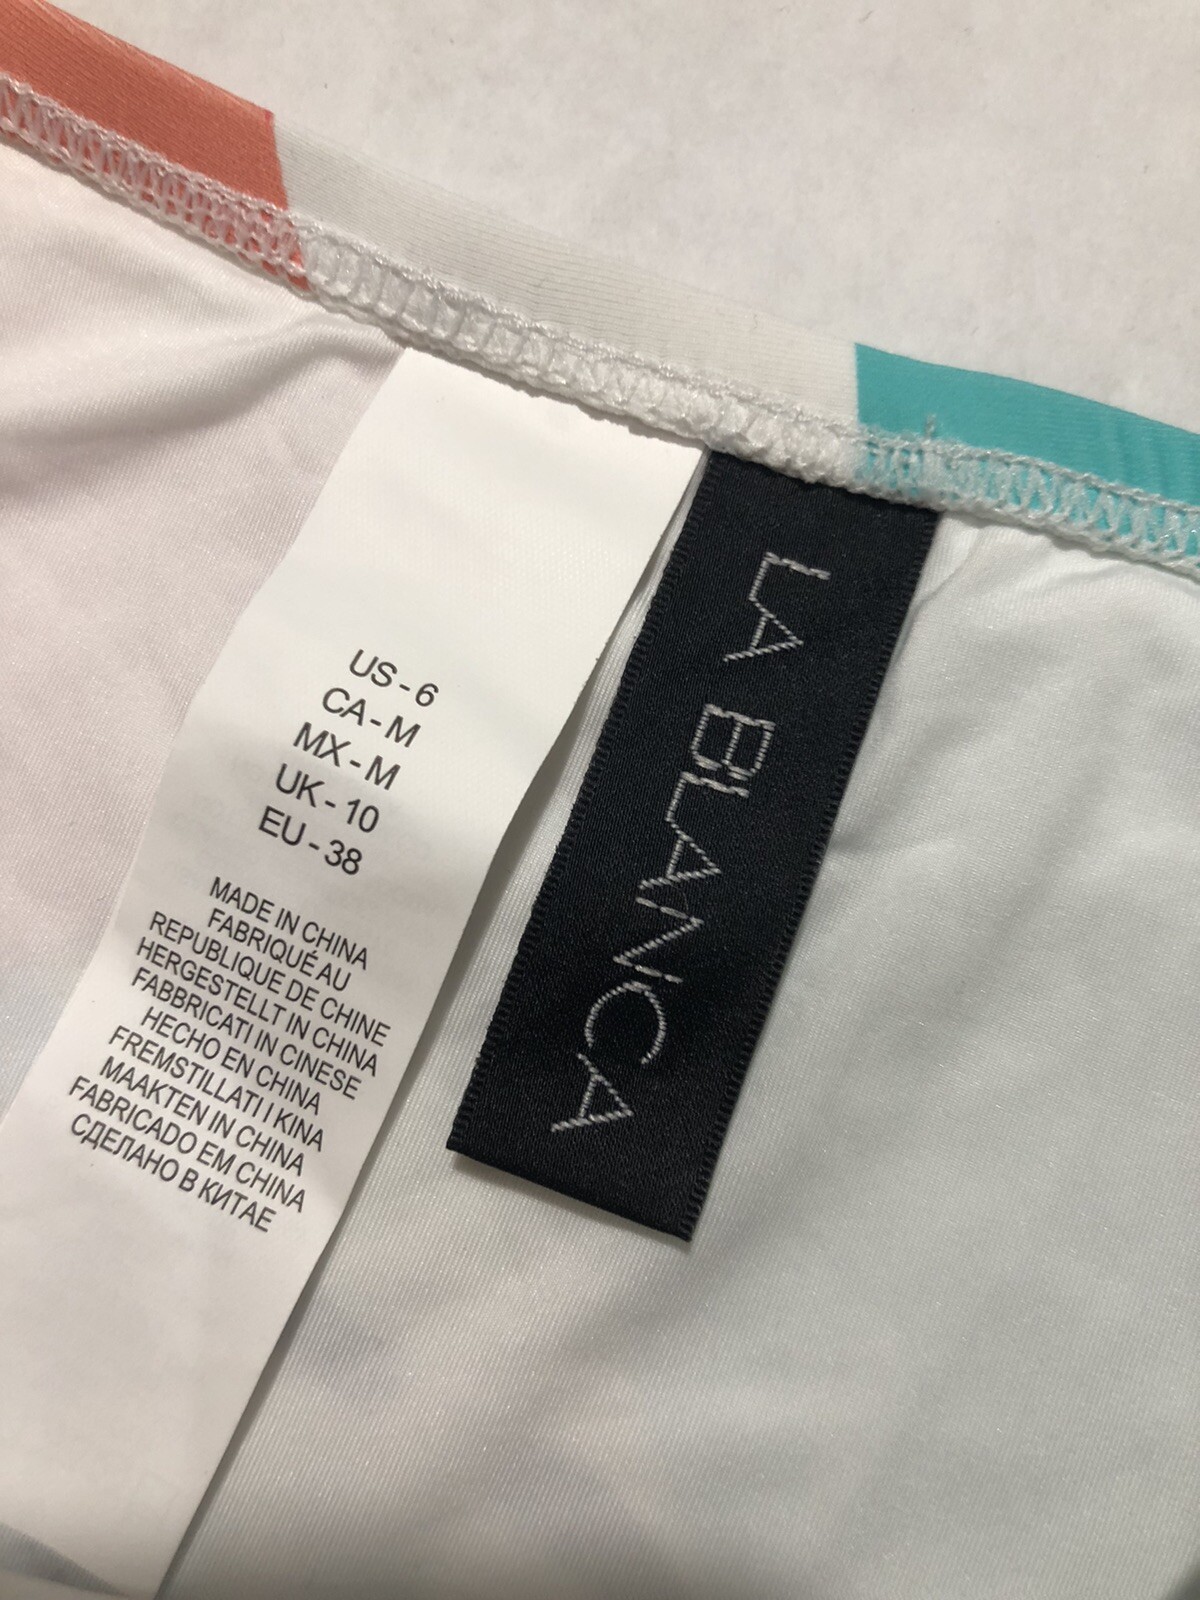 US - 6
CA - M
MX - M
UK - 10
EU - 38
MADE IN CHINA
FABRIQUÉ AU
REPUBLIQUE DE CHINE
HERGESTELLT IN CHINA
FABBRICATI IN CINESE
HECHO EN CHINA
FREMSTILLATI I KINA
MAAKTEN IN CHINA
FABRICADO EM CHINA
СДЕЛАНО В КИТАЕ
LA BLANCA